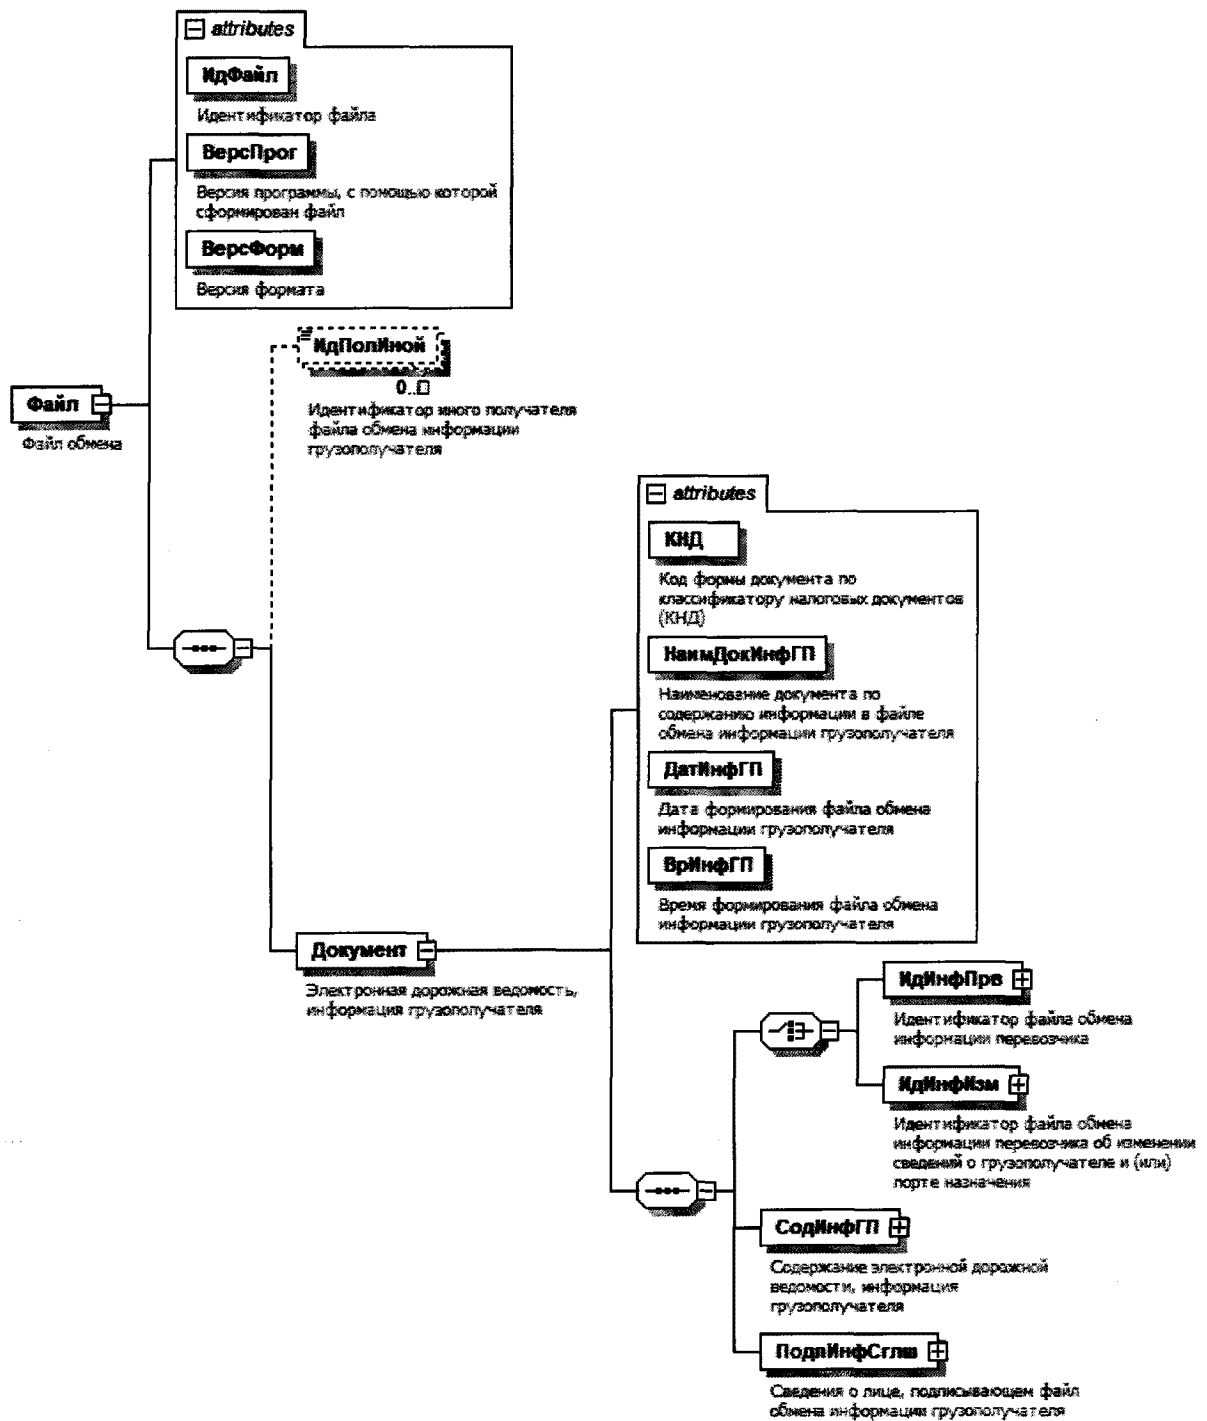 attributes
ИдФайл
Идентификатор файла
ВерсПрог
Версия программы, с помощью которой
сформирован файл
ВерсФорм
Версия формата
ИдПолИной
0..□
Идентификатор иного получателя
файла обмена информации
грузополучателя
Файл
Файл обмена
attributes
КНД
Код формы документа по
классификатору налоговых документов
(КНД)
НаимДокИнфГП
Наименование документа по
содержанию информации в файле
обмена информации грузополучателя
ДатИнфГП
Дата формирования файла обмена
информации грузополучателя
ВрИнфГП
Время формирования файла обмена
информации грузополучателя
Документ
Электронная дорожная ведомость,
информация грузополучателя
ИдИнфПрв
Идентификатор файла обмена
информации перевозчика
ИдИнфИзм
Идентификатор файла обмена
информации перевозчика об изменении
сведений о грузополучателе и (или)
порте назначения
СодИнфГП
Содержание электронной дорожной
ведомости, информация
грузополучателя
ПодпИнфСглш
Сведения о лице, подписывающем файл
обмена информации грузополучателя